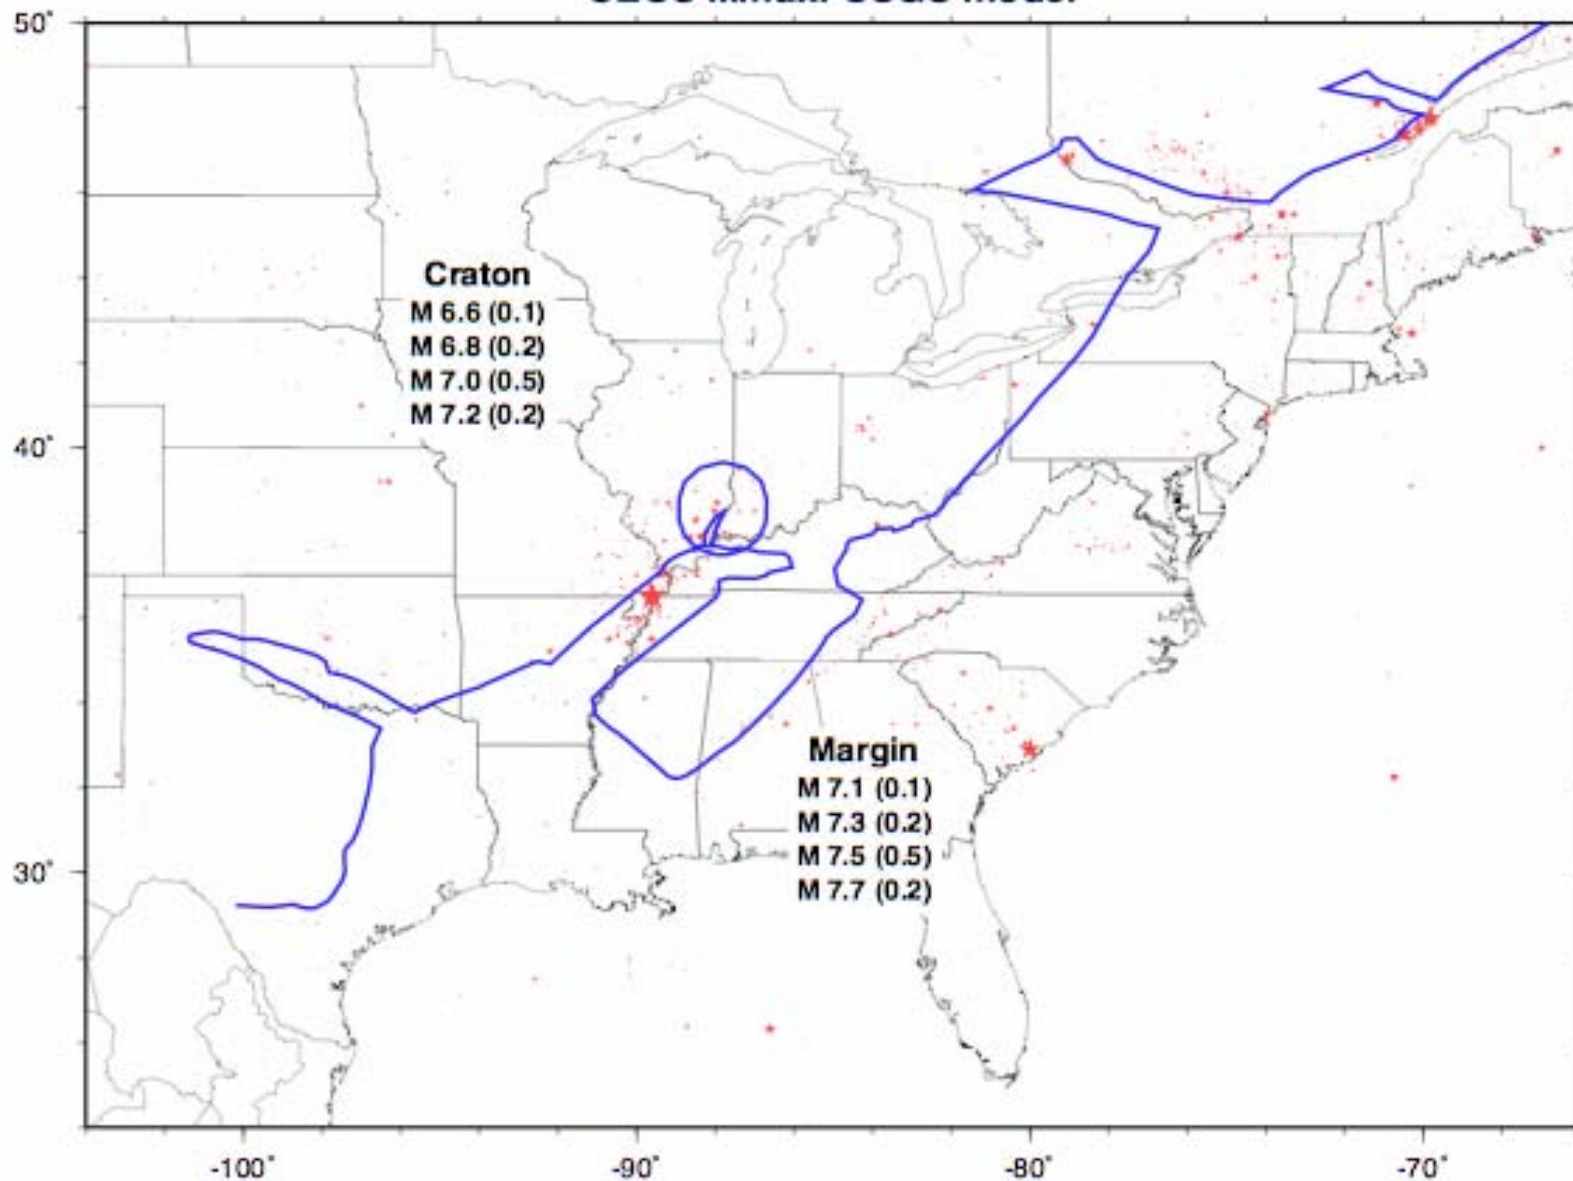 50°
40°
30°
Craton
M 6.6 (0.1)
M 6.8 (0.2)
M 7.0 (0.5)
M 7.2 (0.2)
Margin
M 7.1 (0.1)
M 7.3 (0.2)
M 7.5 (0.5)
M 7.7 (0.2)
-100°
-90°
-80°
-70°